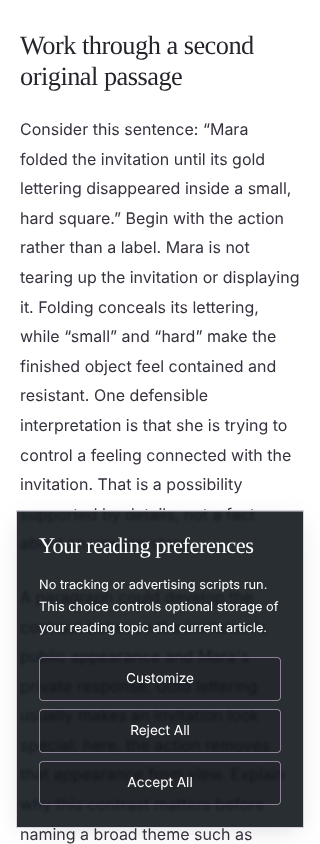 Work through a second
original passage
Consider this sentence: “Mara
folded the invitation until its gold
lettering disappeared inside a small,
hard square.” Begin with the action
rather than a label. Mara is not
tearing up the invitation or displaying
it. Folding conceals its lettering,
while “small” and “hard” make the
finished object feel contained and
resistant. One defensible
interpretation is that she is trying to
control a feeling connected with the
invitation. That is a possibility
supported by details, not a fact
Your reading preferences
No tracking or advertising scripts run.
This choice controls optional storage of
your reading topic and current article.
Customize
Reject All
Accept All
naming a broad theme such as